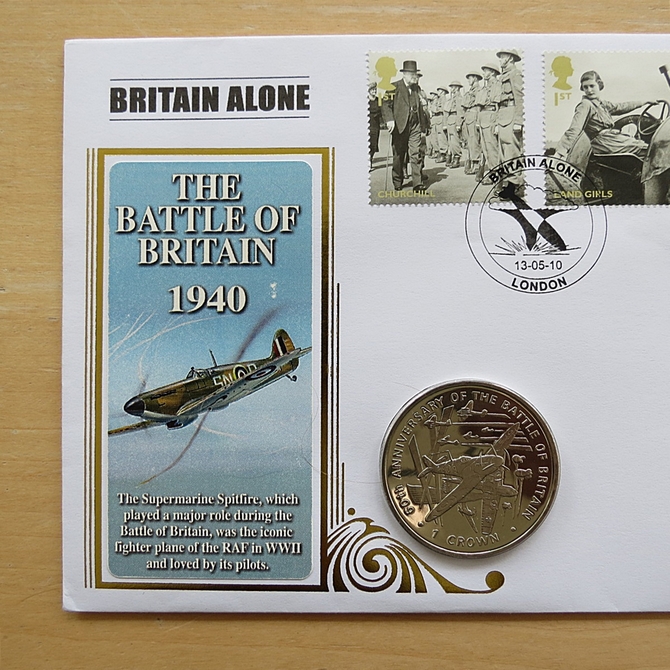 BRITAIN ALONE
THE
BATTLE OF
BRITAIN
1940
The Supermarine Spitfire, which
played a major role during the
Battle of Britain, was the iconic
fighter plane of the RAF in WWII
and loved by its pilots.
1ST
CHURCHILL
1ST
LAND GIRLS
BRITAIN ALONE
13-05-10
LONDON
60th ANNIVERSARY OF THE BATTLE OF BRITAIN
1 CROWN